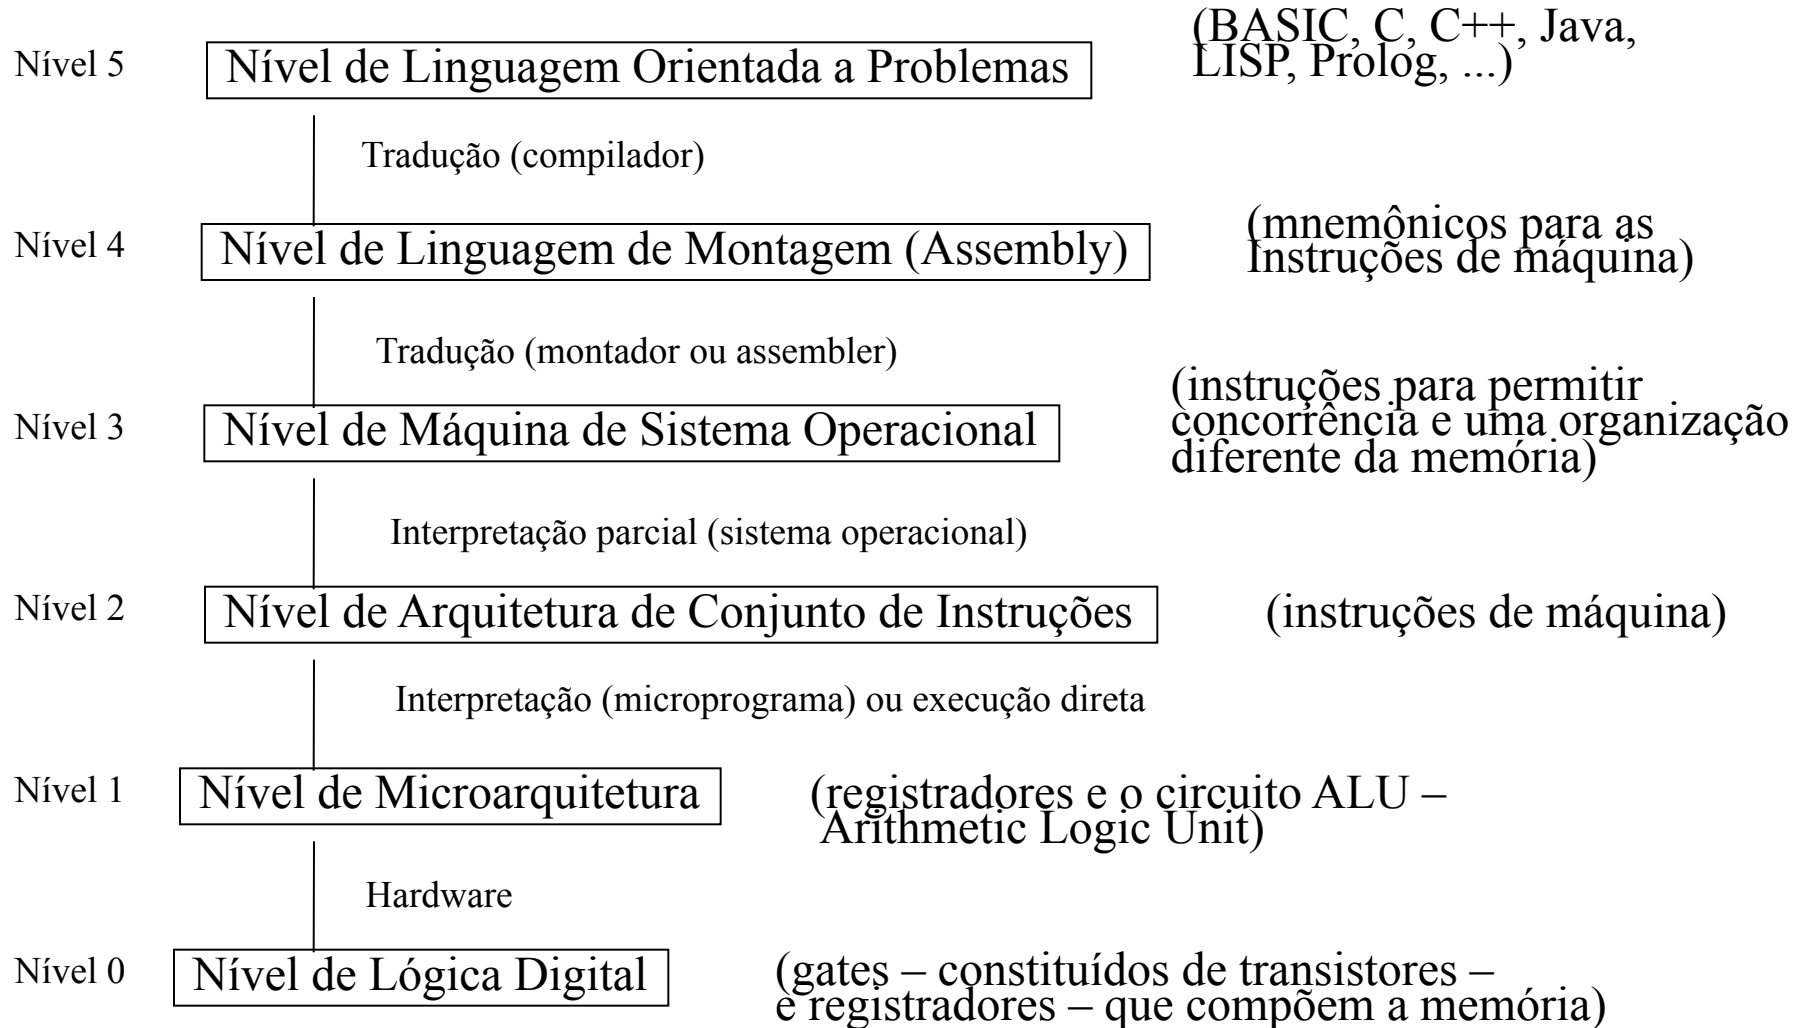 (BASIC, C, C++, Java,
Nível 5 Nível de Linguagem Orientada a Problemas LISP, Prolog, ...)
Tradução (compilador)
(mnemônicos para as
Nível 4 Nível de Linguagem de Montagem (Assembly) Instruções de máquina)
Tradução (montador ou assembler)
(instruções para permitir
Nível 3 Nível de Máquina de Sistema Operacional concorrência e uma organização
diferente da memória)
Interpretação parcial (sistema operacional)
Nível 2 Nível de Arquitetura de Conjunto de Instruções (instruções de máquina)
Interpretação (microprograma) ou execução direta
Nível 1 Nível de Microarquitetura (registradores e o circuito ALU –
Arithmetic Logic Unit)
Hardware
Nível 0 Nível de Lógica Digital (gates – constituídos de transistores –
e registradores – que compõem a memória)